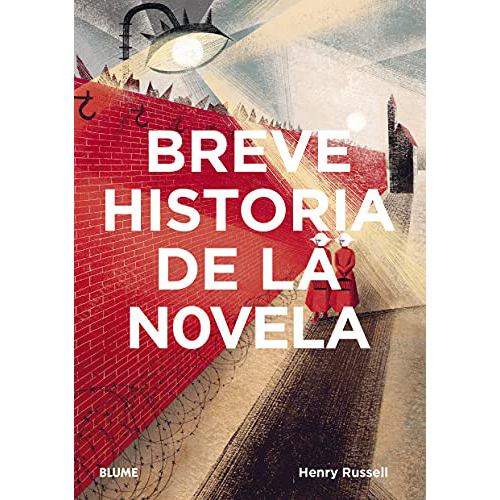 BREVE
HISTORIA
DE LA
NOVELA
BLUME
Henry Russell